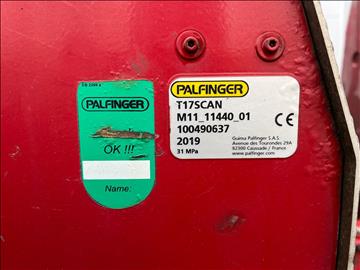 PALFINGER
OK !!!
Name:
PALFINGER
T17SCAN
M11_11440_01
100490637
2019
31 MPa
CE
Guima Palfinger S.A.S.
Avenue des Tourondes 29A
82300 Caussade / France
www.palfinger.com